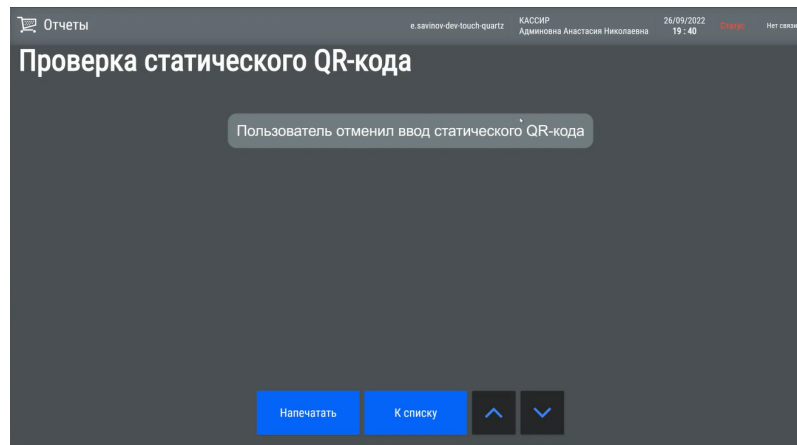 Отчеты
e.savinov-dev-touch-quartz
КАССИР
Админовна Анастасия Николаевна
26/09/2022
19 : 40
Статус
Нет связи
Проверка статического QR-кода
Пользователь отменил ввод статического QR-кода
Напечатать
К списку